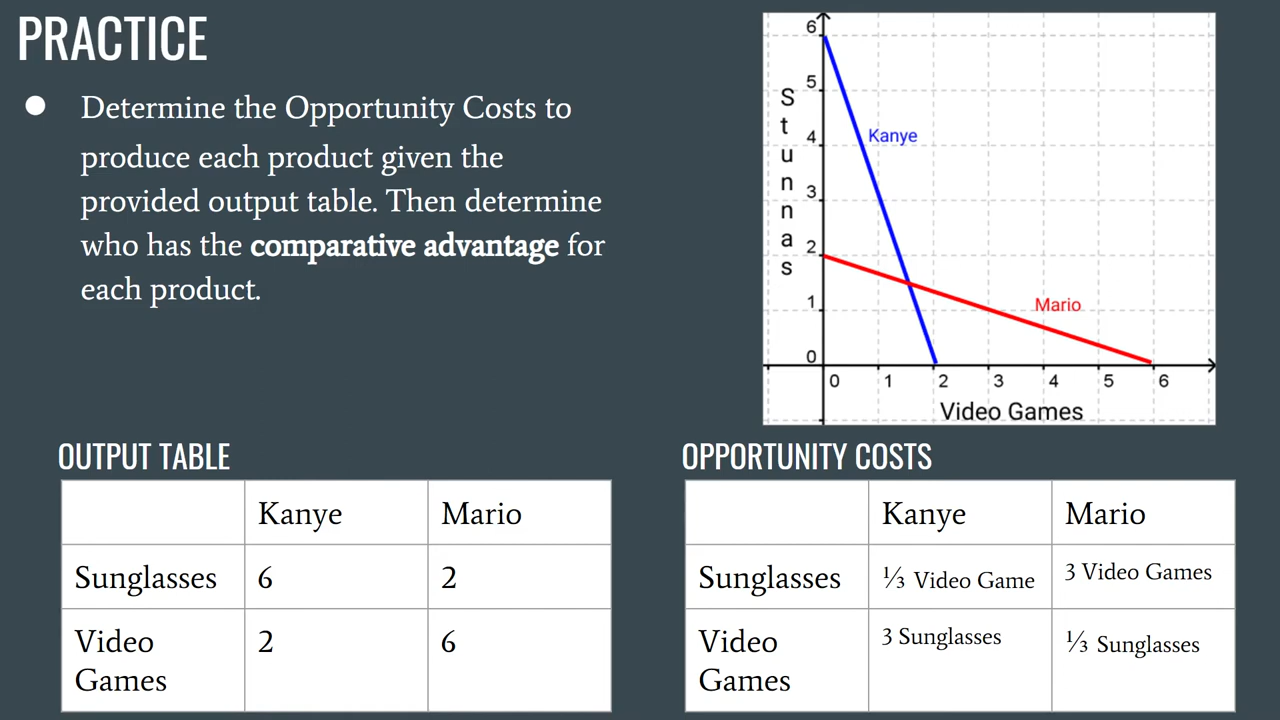 PRACTICE
● Determine the Opportunity Costs to
produce each product given the
provided output table. Then determine
who has the comparative advantage for
each product.
Stunnas
6
5
4
3
2
1
0
Kanye
Mario
0 1 2 3 4 5 6
Video Games
OUTPUT TABLE
Kanye Mario
Sunglasses 6 2
Video Games 2 6
OPPORTUNITY COSTS
Kanye Mario
Sunglasses ⅓ Video Game 3 Video Games
Video Games 3 Sunglasses ⅓ Sunglasses